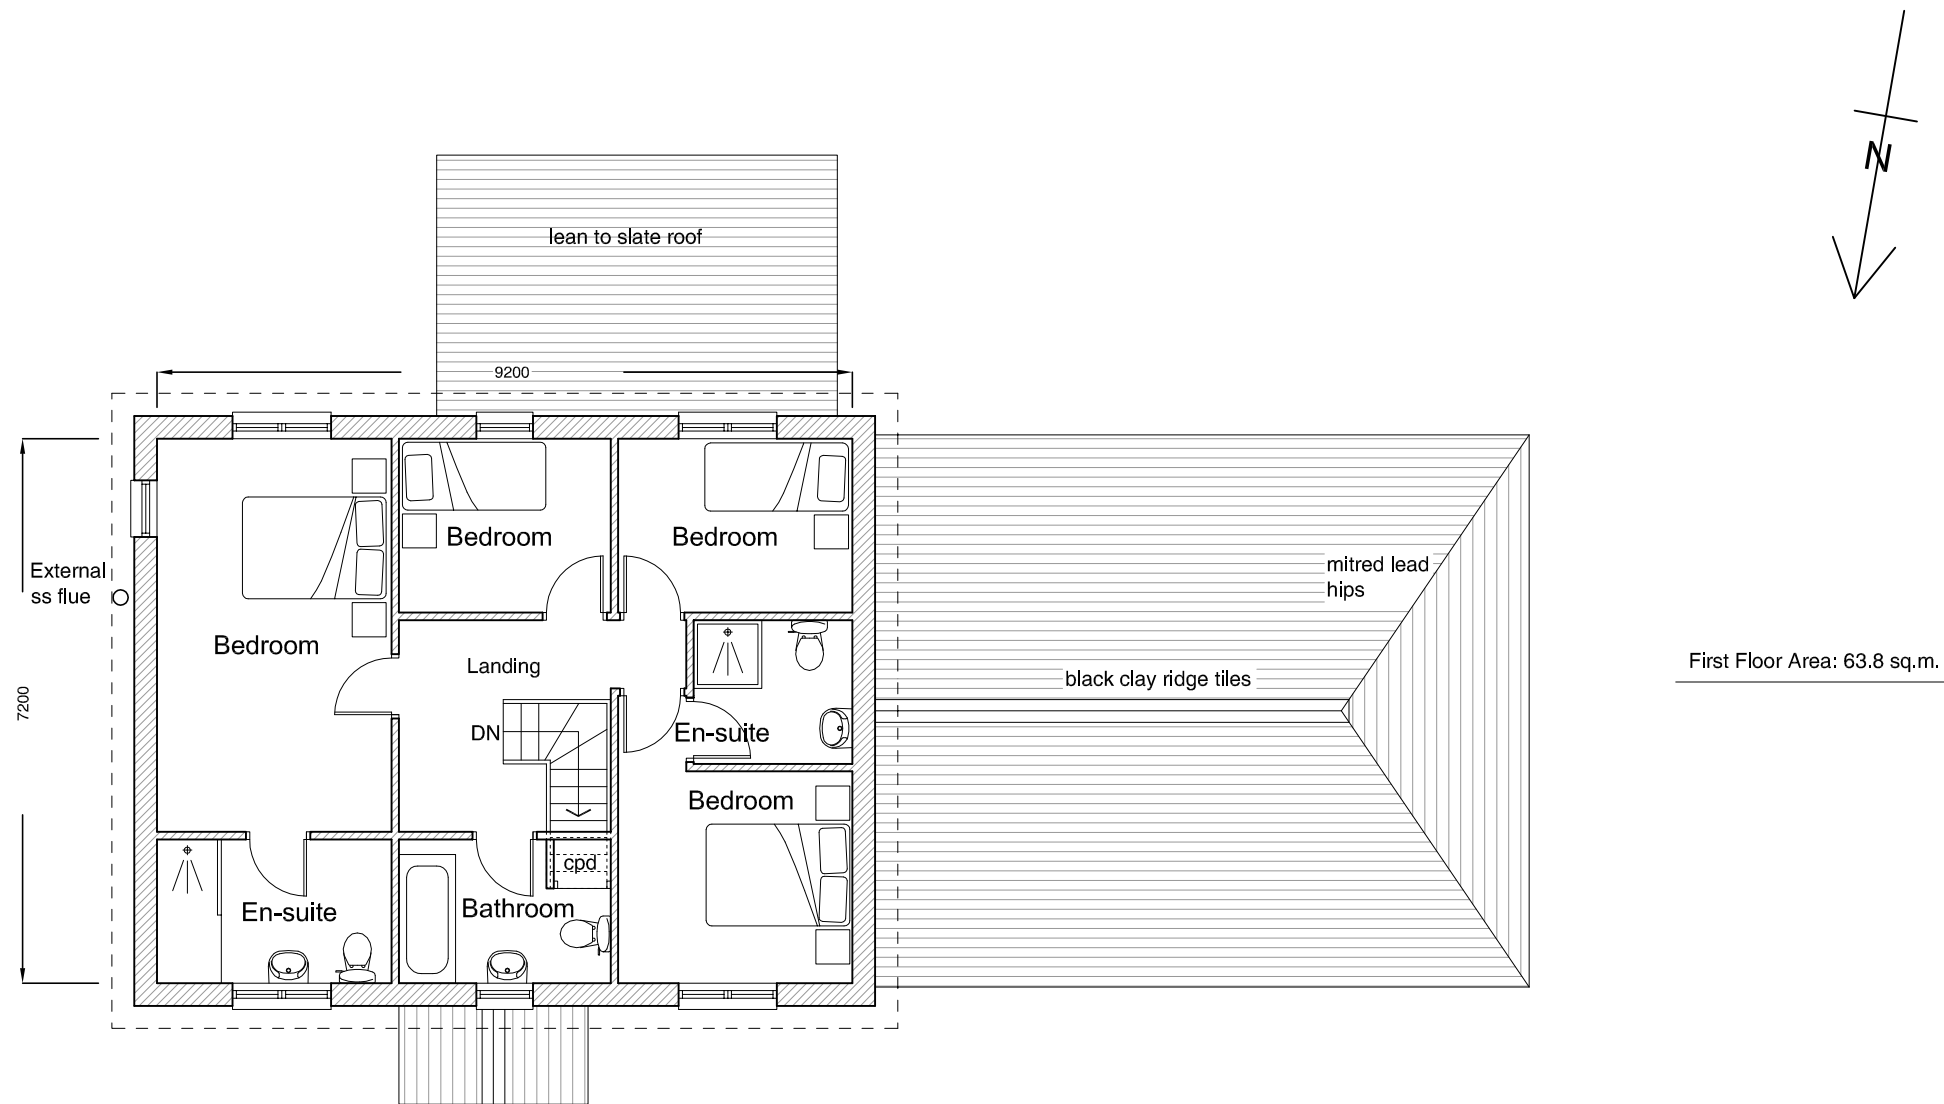 N
lean to slate roof
9200
Bedroom
Bedroom
External
ss flue
mitred lead
hips
Bedroom
Landing
First Floor Area: 63.8 sq.m.
black clay ridge tiles
7200
DN
En-suite
Bedroom
cpd
En-suite
Bathroom